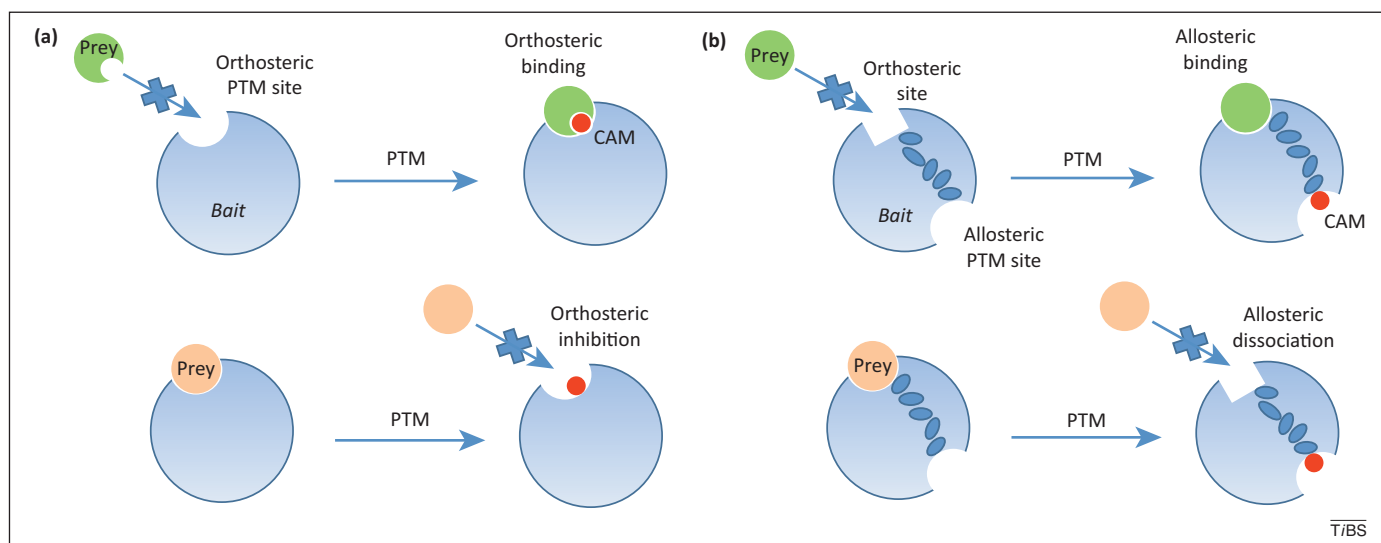 (a)
Prey
Orthosteric
PTM site
Bait
PTM
Orthosteric
binding
CAM
Prey
PTM
Orthosteric
inhibition
(b)
Prey
Orthosteric
site
Bait
Allosteric
PTM site
PTM
Allosteric
binding
CAM
Prey
PTM
Allosteric
dissociation
TiBS